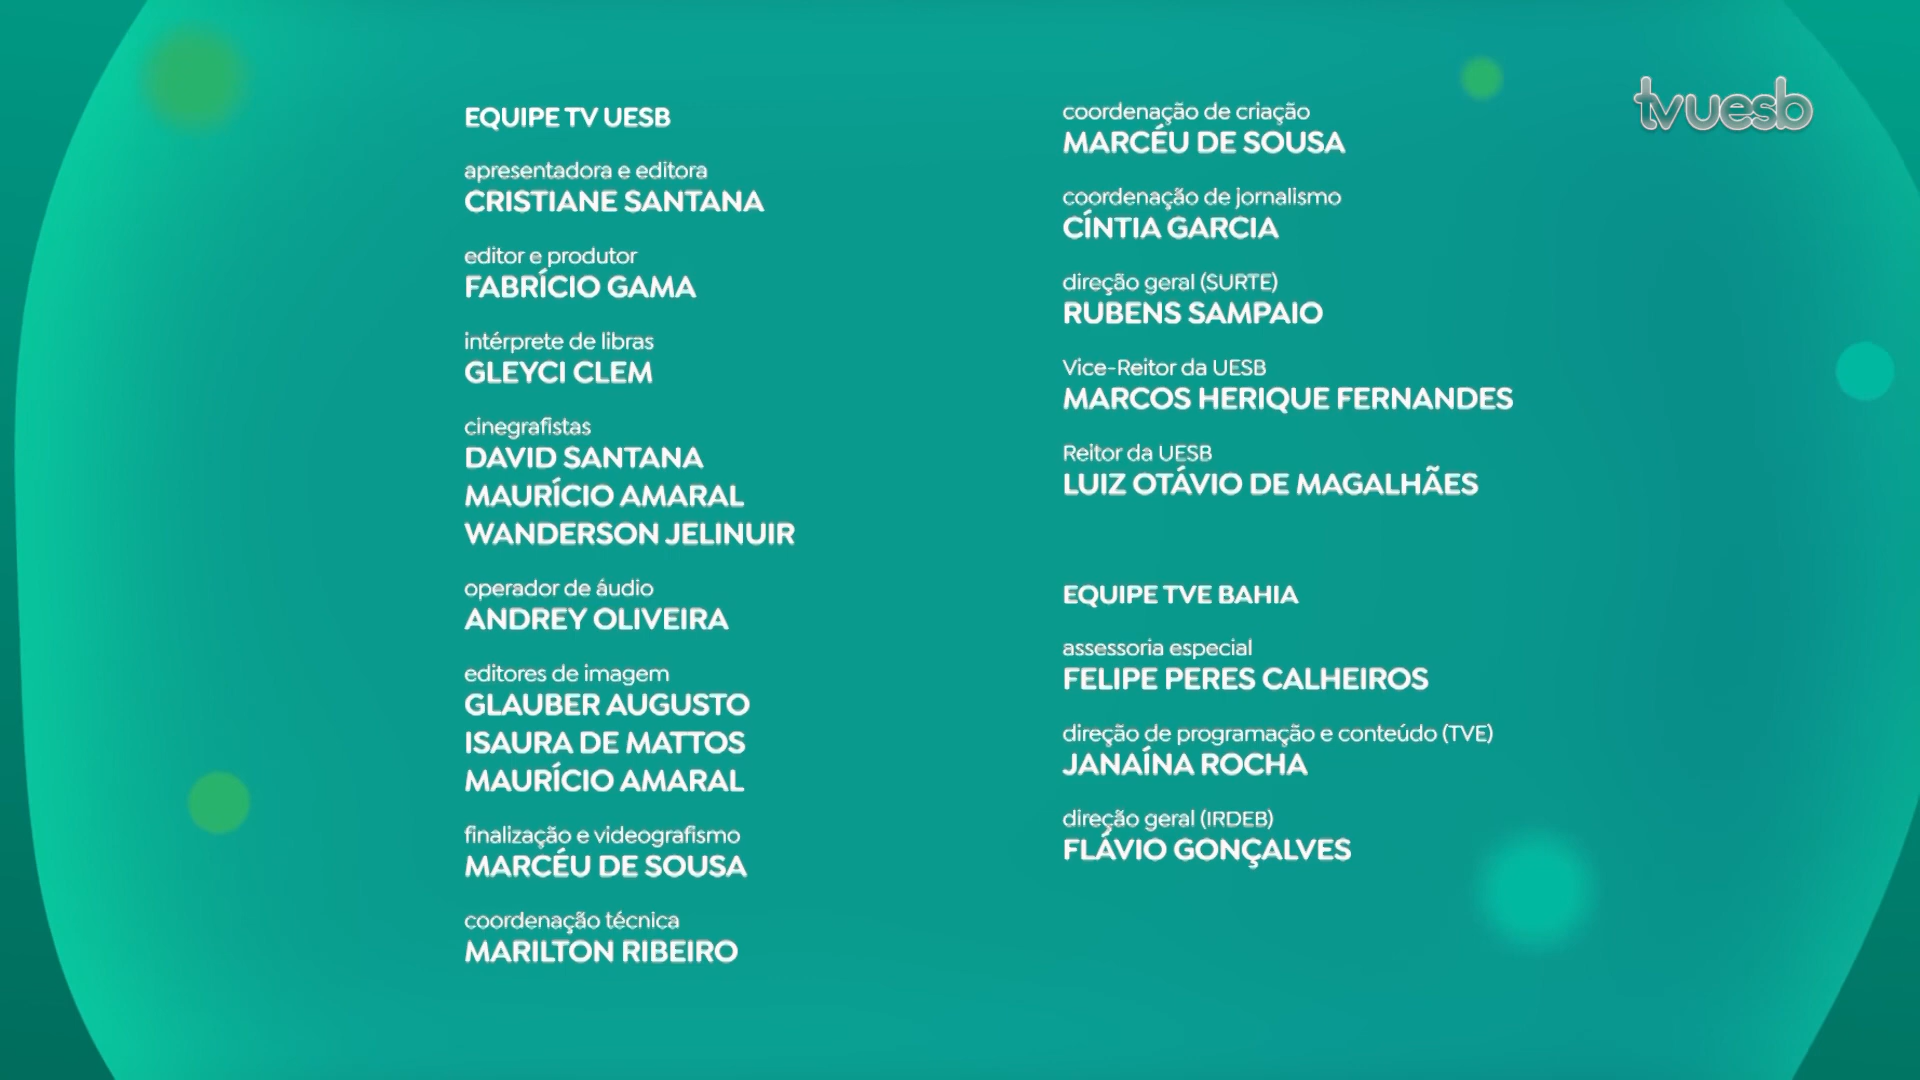 EQUIPE TV UESB
apresentadora e editora
CRISTIANE SANTANA
editor e produtor
FABRÍCIO GAMA
intérprete de libras
GLEYCI CLEM
cinegrafistas
DAVID SANTANA
MAURÍCIO AMARAL
WANDERSON JELINUIR
operador de áudio
ANDREY OLIVEIRA
editores de imagem
GLAUBER AUGUSTO
ISAURA DE MATTOS
MAURÍCIO AMARAL
finalização e videografismo
MARCÉU DE SOUSA
coordenação técnica
MARILTON RIBEIRO
coordenação de criação
MARCÉU DE SOUSA
coordenação de jornalismo
CÍNTIA GARCIA
direção geral (SURTE)
RUBENS SAMPAIO
Vice-Reitor da UESB
MARCOS HERIQUE FERNANDES
Reitor da UESB
LUIZ OTÁVIO DE MAGALHÃES
EQUIPE TVE BAHIA
assessoria especial
FELIPE PERES CALHEIROS
direção de programação e conteúdo (TVE)
JANAÍNA ROCHA
direção geral (IRDEB)
FLÁVIO GONÇALVES
tvuesb